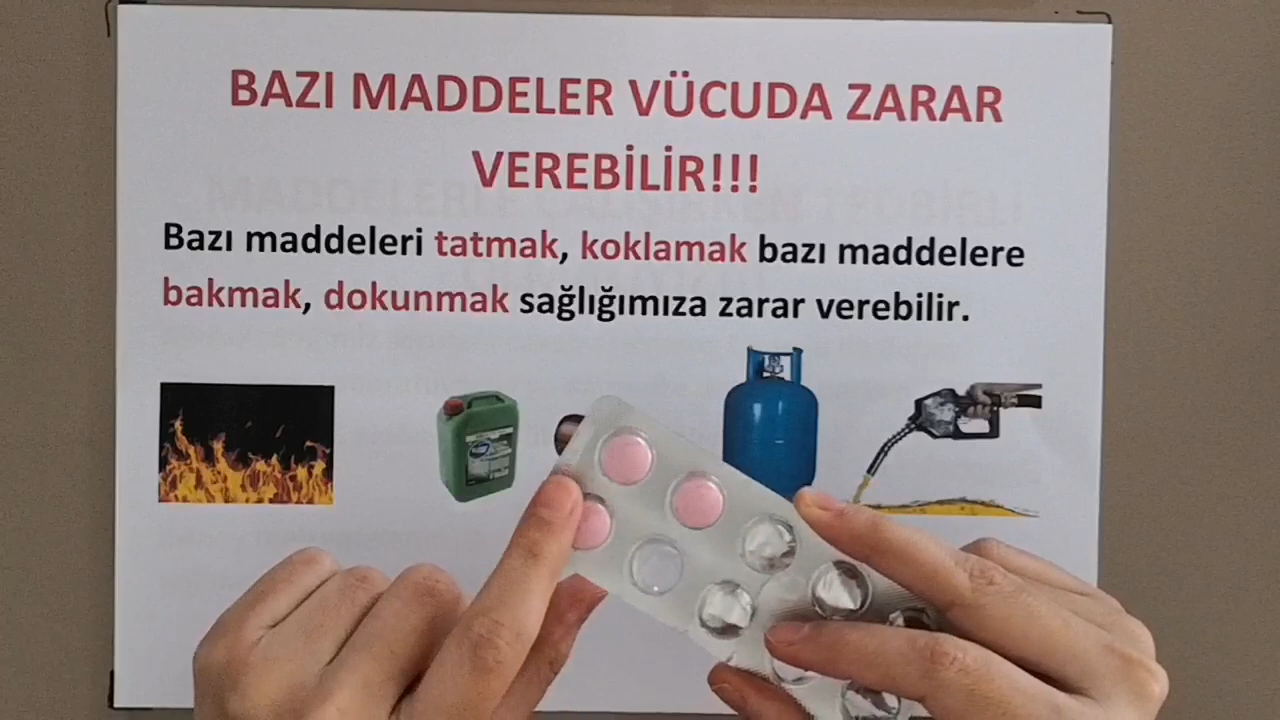 BAZI MADDELER VÜCUDA ZARAR
VEREBİLİR!!!
Bazı maddeleri tatmak, koklamak bazı maddelere
bakmak, dokunmak sağlığımıza zarar verebilir.